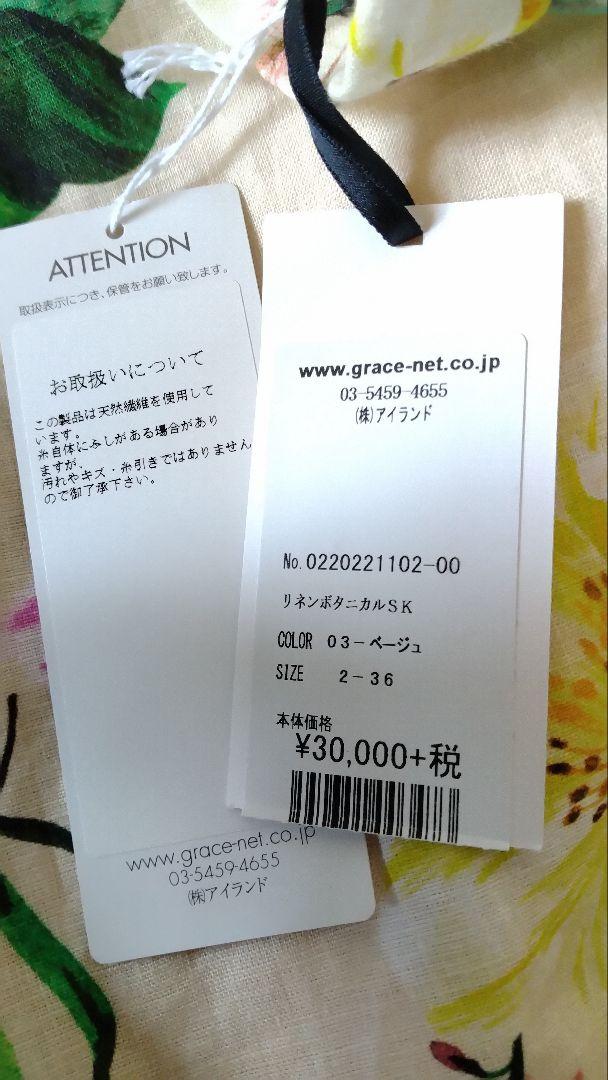 ATTENTION
取扱表示につき、保管をお願い致します。
お取扱いについて
この製品は天然繊維を使用して
います。
糸自体にふしがある場合があり
ますが、
汚れやキズ・糸引きではありません
ので御了承下さい。
www.grace-net.co.jp
03-5459-4655
(株)アイランド
www.grace-net.co.jp
03-5459-4655
(株)アイランド
No.0220221102-00
リネンボタニカルSK
COLOR 03-ベージュ
SIZE 2-36
本体価格
¥30,000+税